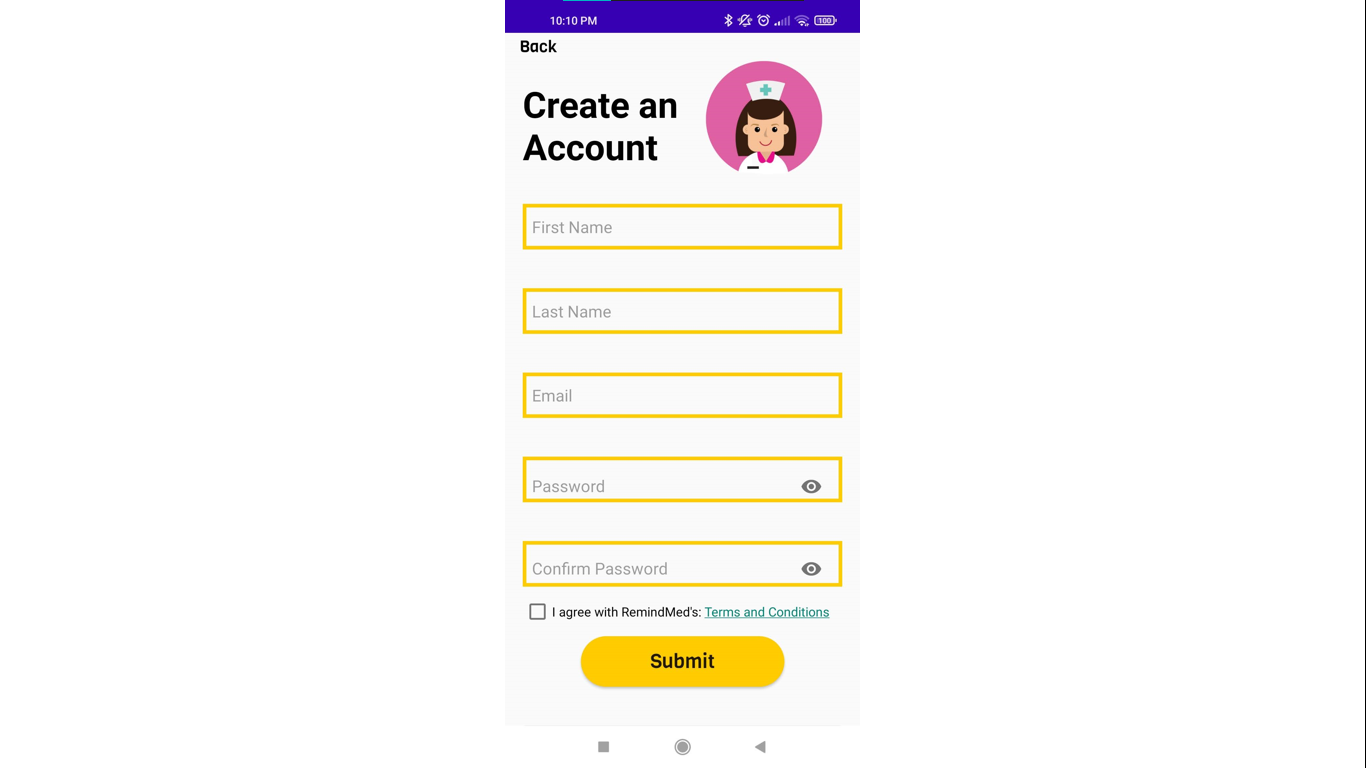 10:10 PM 100
Back
Create an
Account
First Name
Last Name
Email
Password
Confirm Password
I agree with RemindMed's: Terms and Conditions
Submit